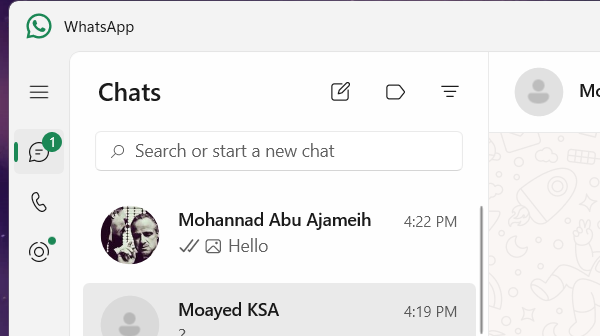 WhatsApp
Chats
1
Search or start a new chat
Mohannad Abu Ajameih 4:22 PM
Hello
Moayed KSA 4:19 PM